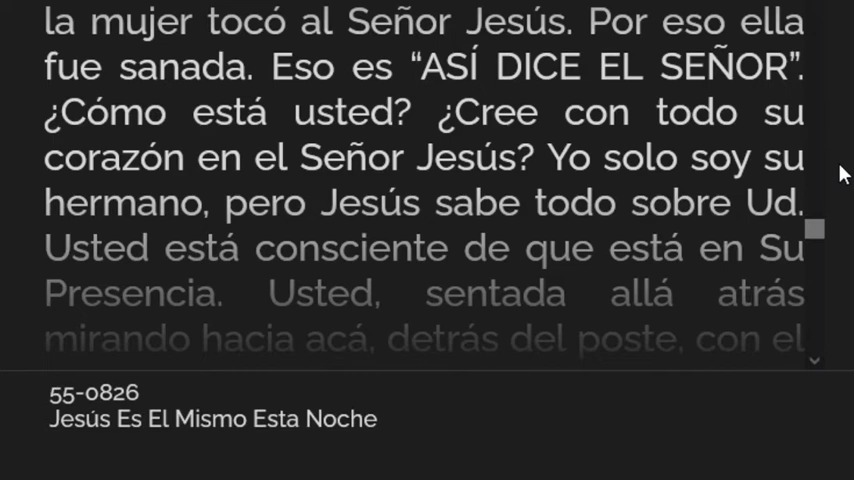 la mujer tocó al Señor Jesús. Por eso ella
fue sanada. Eso es “ASÍ DICE EL SEÑOR”.
¿Cómo está usted? ¿Cree con todo su
corazón en el Señor Jesús? Yo solo soy su
hermano, pero Jesús sabe todo sobre Ud.
Usted está consciente de que está en Su
Presencia. Usted, sentada allá atrás
mirando hacia acá, detrás del poste, con el
55-0826
Jesús Es El Mismo Esta Noche